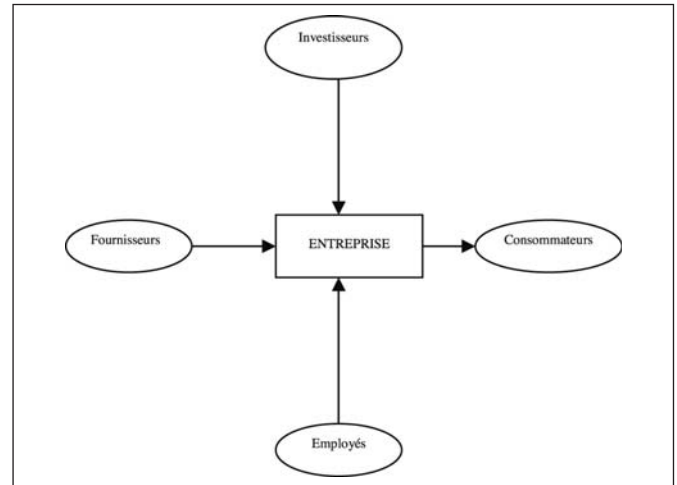 Investisseurs
Fournisseurs
ENTREPRISE
Consommateurs
Employés